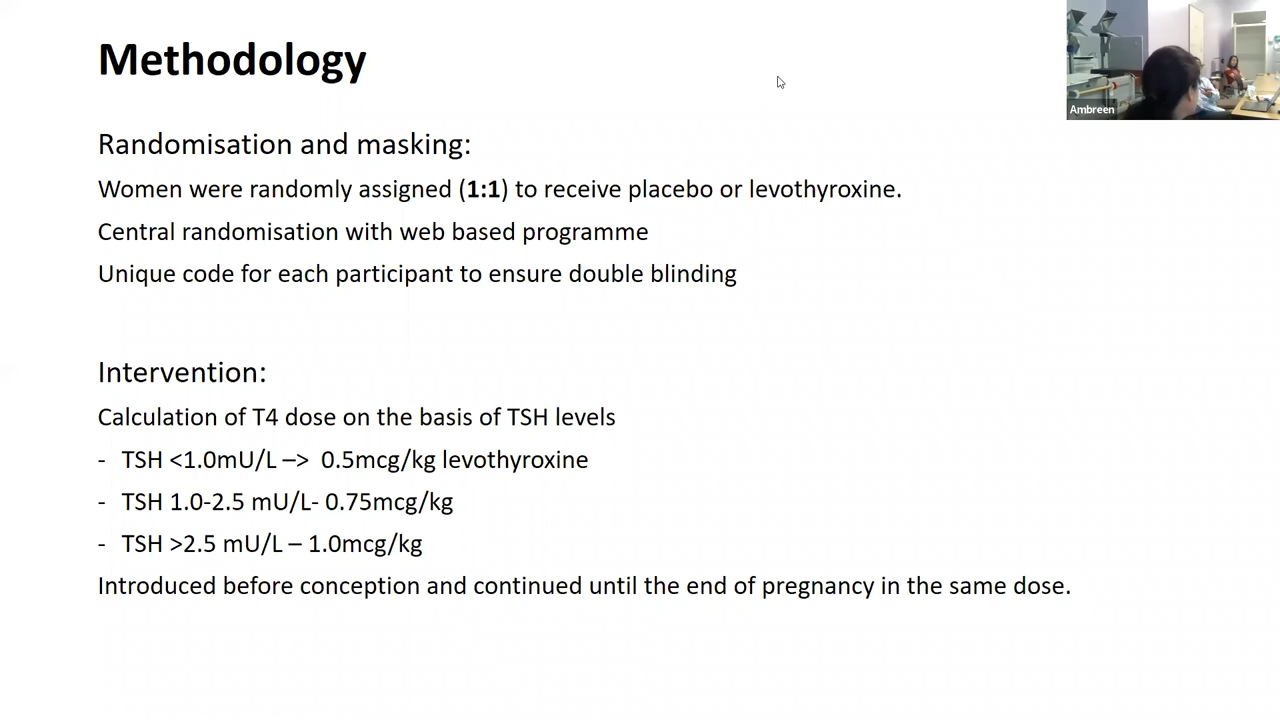 Methodology
Ambreen
Randomisation and masking:
Women were randomly assigned (1:1) to receive placebo or levothyroxine.
Central randomisation with web based programme
Unique code for each participant to ensure double blinding
Intervention:
Calculation of T4 dose on the basis of TSH levels
- TSH <1.0mU/L –> 0.5mcg/kg levothyroxine
- TSH 1.0-2.5 mU/L- 0.75mcg/kg
- TSH >2.5 mU/L – 1.0mcg/kg
Introduced before conception and continued until the end of pregnancy in the same dose.